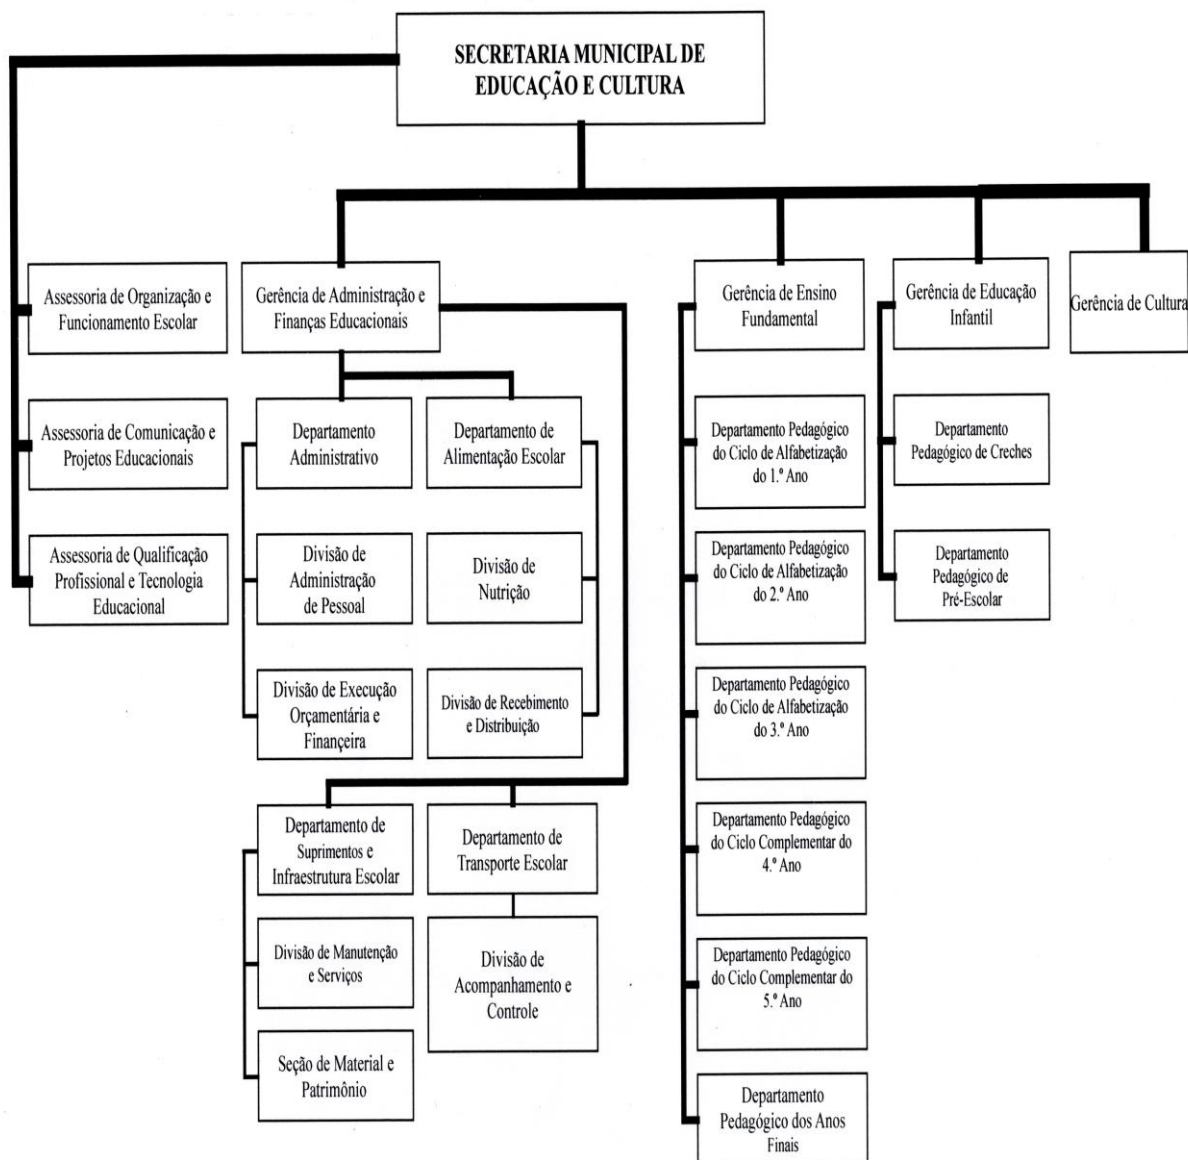 SECRETARIA MUNICIPAL DE
EDUCAÇÃO E CULTURA
Assessoria de Organização e
Funcionamento Escolar
Gerência de Administração e
Finanças Educacionais
Gerência de Ensino
Fundamental
Gerência de Educação
Infantil
Gerência de Cultura
Assessoria de Comunicação e
Projetos Educacionais
Departamento
Administrativo
Departamento de
Alimentação Escolar
Departamento Pedagógico
do Ciclo de Alfabetização
do 1.º Ano
Departamento
Pedagógico de Creches
Assessoria de Qualificação
Profissional e Tecnologia
Educacional
Divisão de
Administração
de Pessoal
Divisão de
Nutrição
Departamento Pedagógico
do Ciclo de Alfabetização
do 2.º Ano
Departamento
Pedagógico de
Pré-Escolar
Divisão de Execução
Orçamentária e
Finançeira
Divisão de Recebimento
e Distribuição
Departamento Pedagógico
do Ciclo de Alfabetização
do 3.º Ano
Departamento de
Suprimentos e
Infraestrutura Escolar
Departamento de
Transporte Escolar
Departamento Pedagógico
do Ciclo Complementar do
4.º Ano
Divisão de Manutenção
e Serviços
Divisão de
Acompanhamento e
Controle
Departamento Pedagógico
do Ciclo Complementar do
5.º Ano
Seção de Material e
Patrimônio
Departamento
Pedagógico dos Anos
Finais